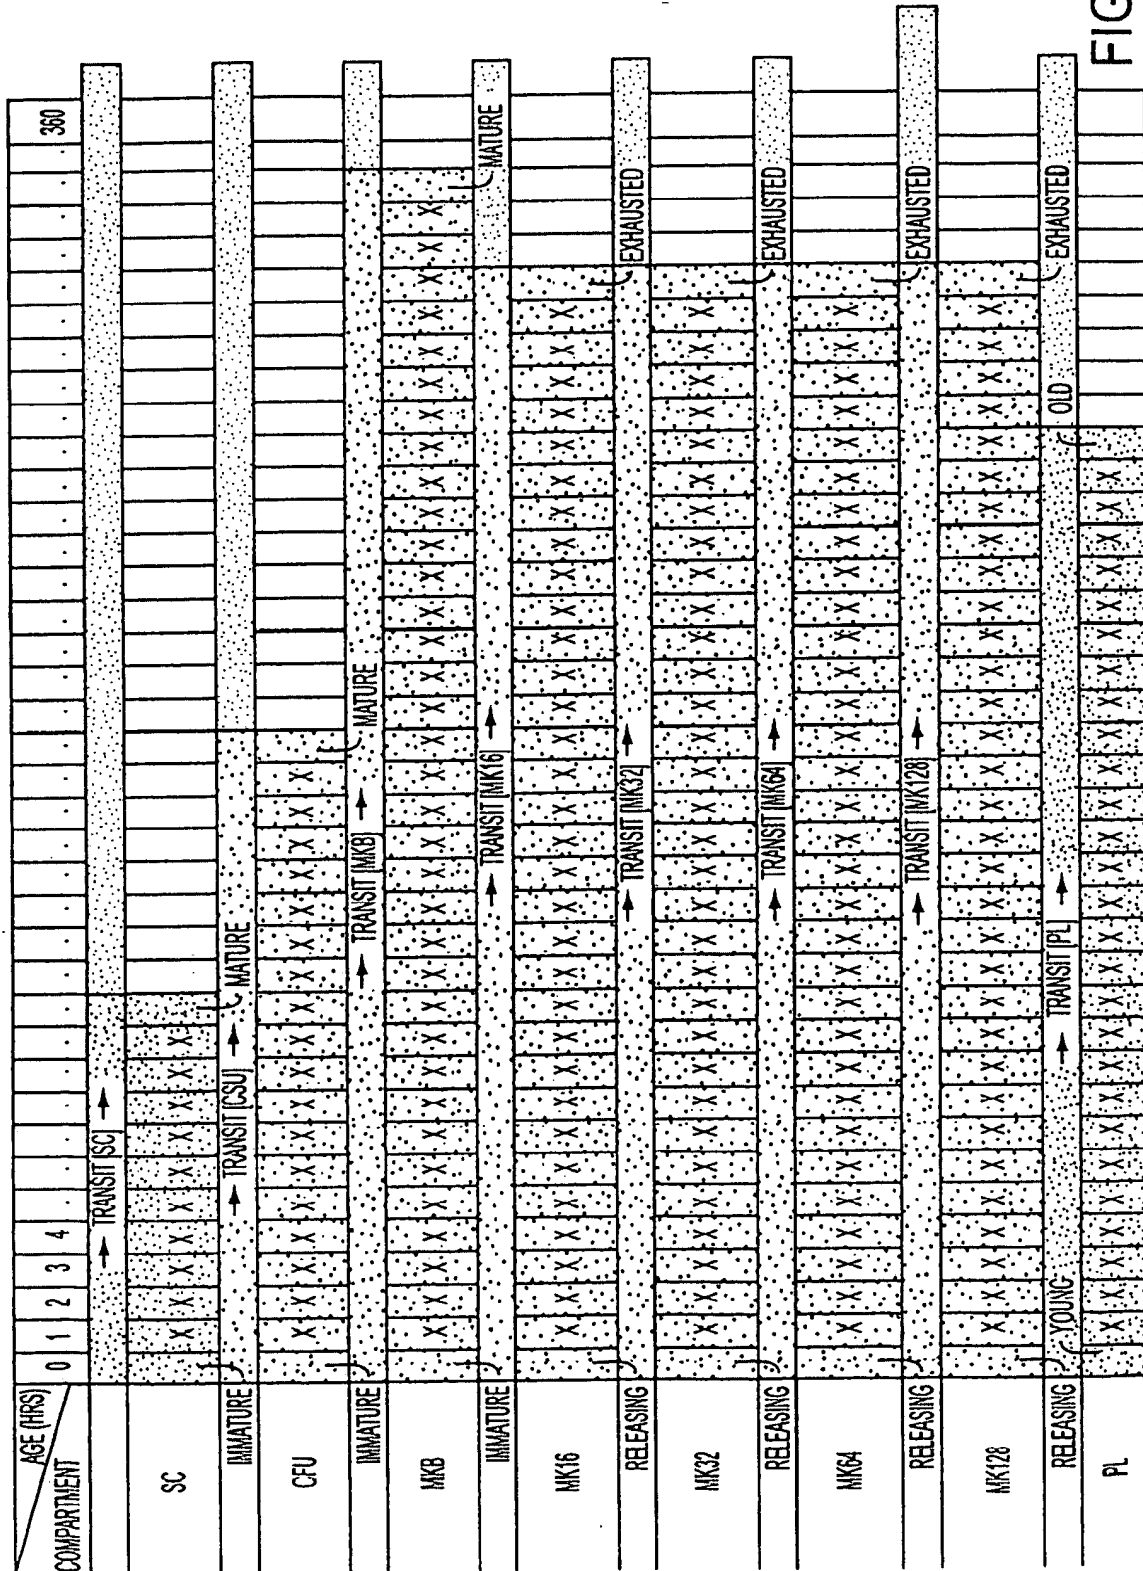 AGE (HRS)
COMPARTMENT
0 1 2 3 4 . . . . . . . . . . . . . . . . . . . . . . . . . . . . . . . . . 360
TRANSIT [SC]
SC X X X X X X X X X X
IMMATURE TRANSIT [CSU] MATURE
CFU X X X X X X X X X X X X X X X X X X
IMMATURE TRANSIT [MKB] MATURE
MKB X X X X X X X X X X X X X X X X X X X X X X X X X X X X X X X X X X X
IMMATURE TRANSIT [MK16] MATURE
MK16 X X X X X X X X X X X X X X X X X X X X X X X X X X X X X X X X
RELEASING TRANSIT [MK32] EXHAUSTED
MK32 X X X X X X X X X X X X X X X X X X X X X X X X X X X X X X X X
RELEASING TRANSIT [MK64] EXHAUSTED
MK64 X X X X X X X X X X X X X X X X X X X X X X X X X X X X X X X X
RELEASING TRANSIT [MK128] EXHAUSTED
MK128 X X X X X X X X X X X X X X X X X X X X X X X X X X X X X X X X
RELEASING YOUNG TRANSIT [PL] OLD EXHAUSTED
PL X X X X X X X X X X X X X X X X X X X X X X X X X X X
FIG